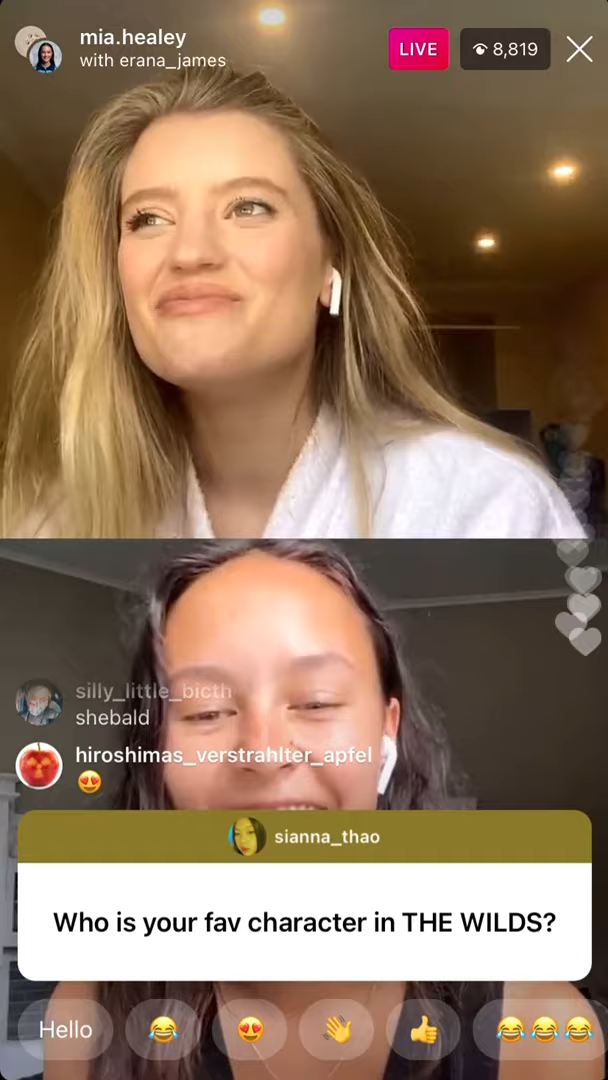 mia.healey
with erana_james
LIVE
8,819
silly_little_bicth
shebald
hiroshimas_verstrahlter_apfel
😍
sianna_thao
Who is your fav character in THE WILDS?
Hello
😂
😍
👋
👍
😂😂😂